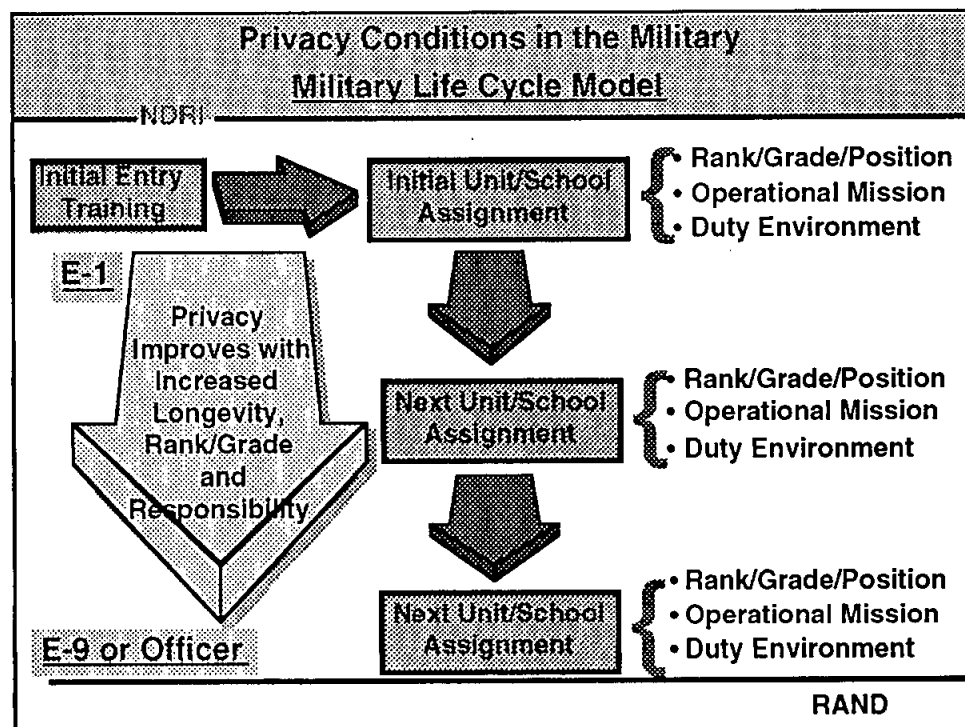 Privacy Conditions in the Military
Military Life Cycle Model
NDRI
Initial Entry
Training
Initial Unit/School
Assignment
• Rank/Grade/Position
• Operational Mission
• Duty Environment
E-1
Privacy
Improves with
Increased
Longevity,
Rank/Grade
and
Responsibility
Next Unit/School
Assignment
• Rank/Grade/Position
• Operational Mission
• Duty Environment
Next Unit/School
Assignment
• Rank/Grade/Position
• Operational Mission
• Duty Environment
E-9 or Officer
RAND